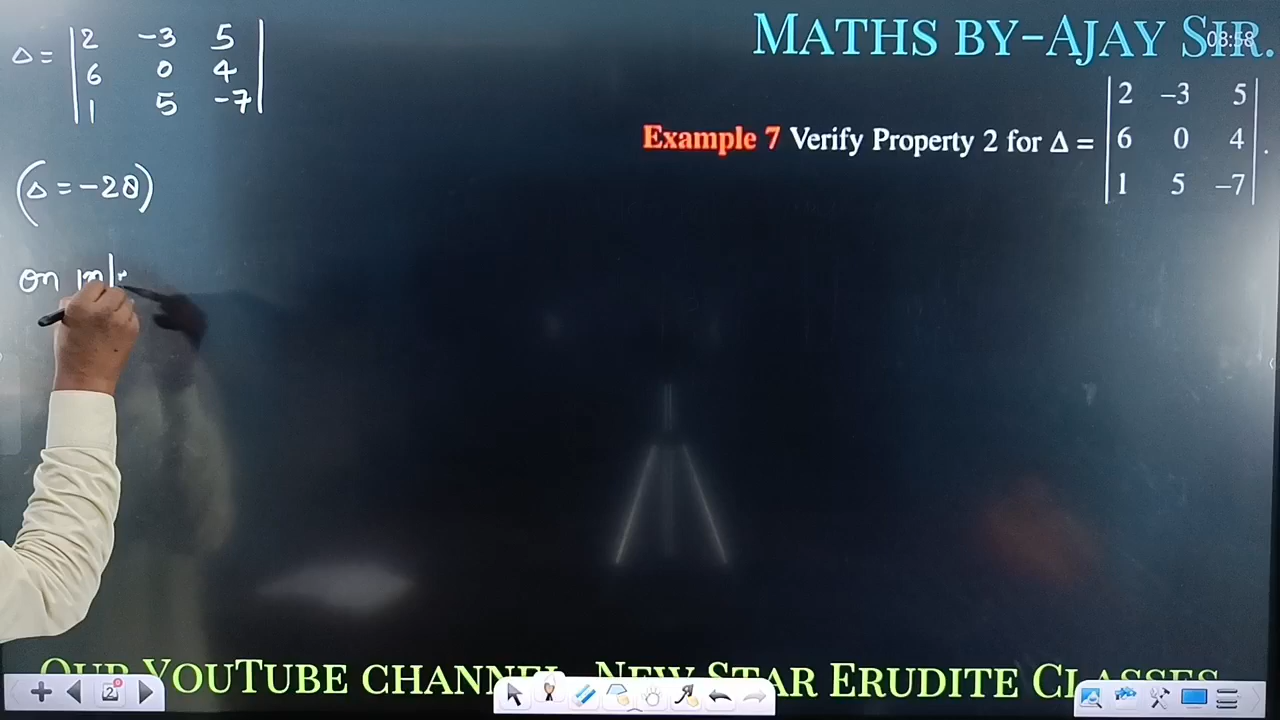 MATHS BY-AJAY SIR.
08:58
Δ = | 2 -3 5 |
| 6 0 4 |
| 1 5 -7 |
Example 7 Verify Property 2 for Δ = | 2 –3 5 |
| 6 0 4 | .
| 1 5 –7 |
(Δ = -28)
on
OUR YOUTUBE CHANNEL NEW STAR ERUDITE CLASSES
2